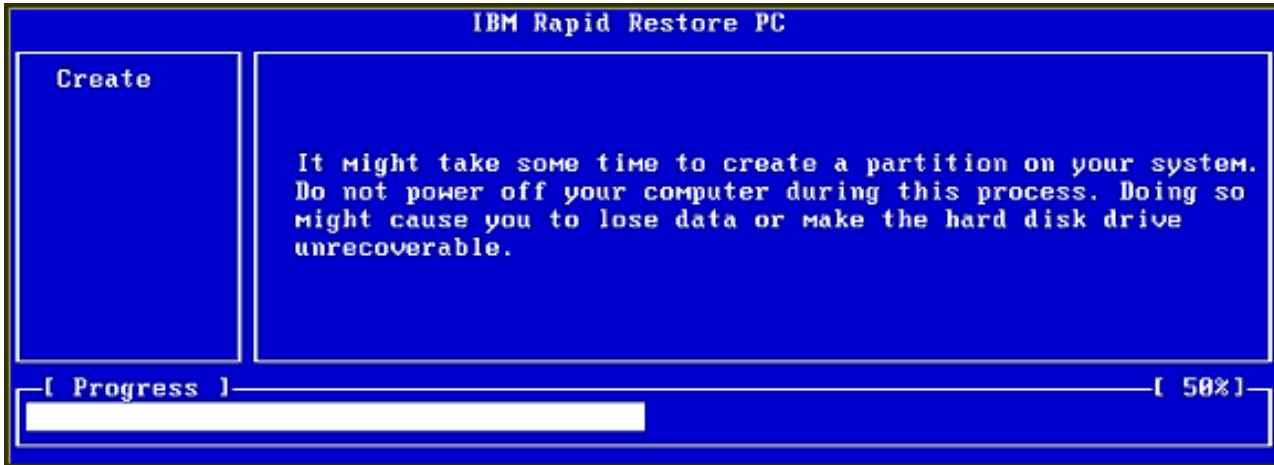 IBM Rapid Restore PC
Create
It might take some time to create a partition on your system.
Do not power off your computer during this process. Doing so
might cause you to lose data or make the hard disk drive
unrecoverable.
[ Progress ]
[ 50%]